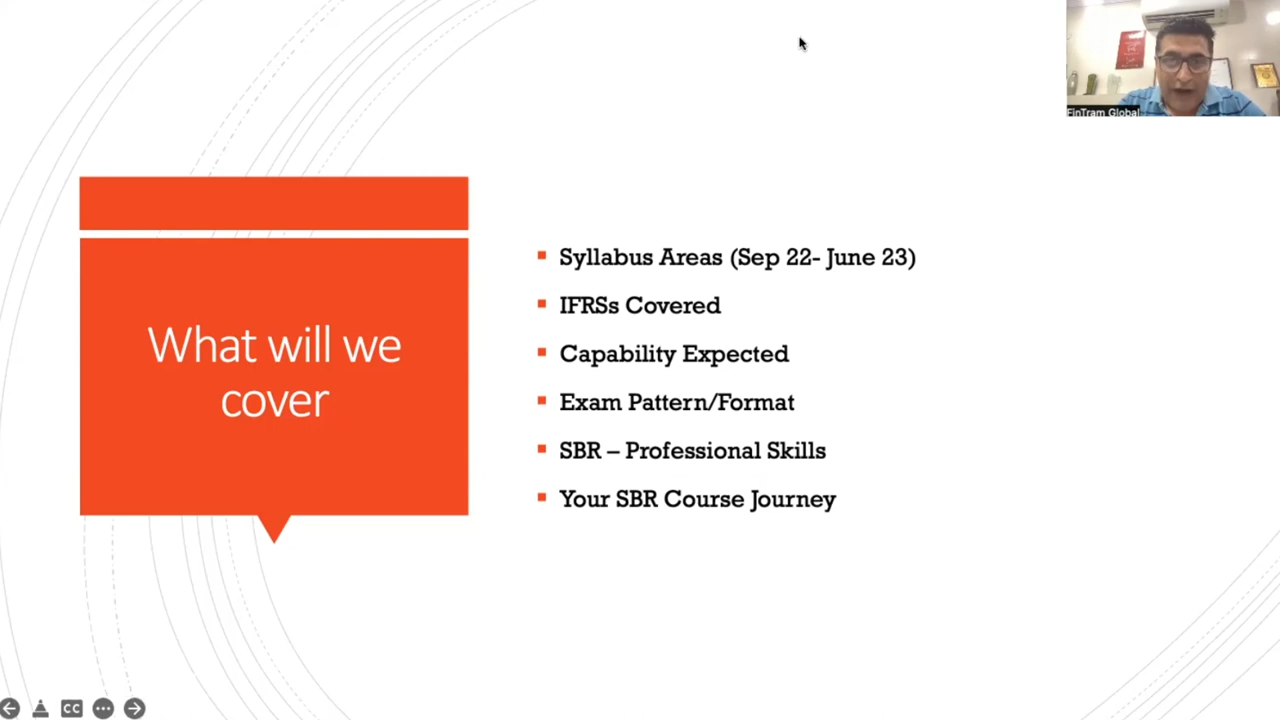 FinTram Global
What will we
cover
Syllabus Areas (Sep 22- June 23)
IFRSs Covered
Capability Expected
Exam Pattern/Format
SBR – Professional Skills
Your SBR Course Journey
CC